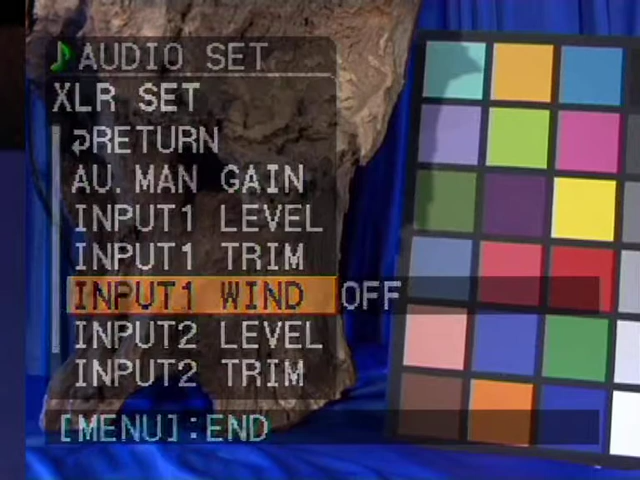 AUDIO SET
XLR SET
RETURN
AU. MAN GAIN
INPUT1 LEVEL
INPUT1 TRIM
INPUT1 WIND OFF
INPUT2 LEVEL
INPUT2 TRIM
[MENU]:END